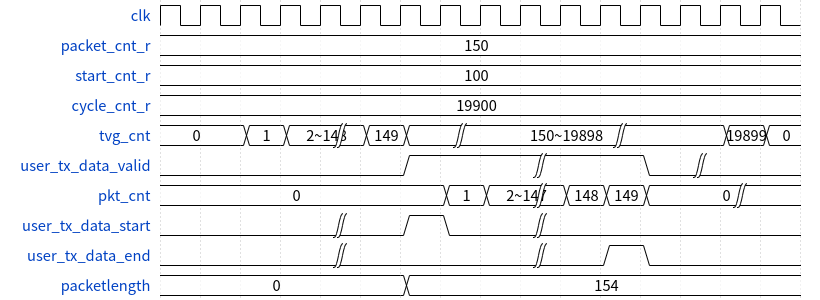 clk
packet_cnt_r 150
start_cnt_r 100
cycle_cnt_r 19900
tvg_cnt 0 1 2~148 149 150~19898 19899 0
user_tx_data_valid
pkt_cnt 0 1 2~147 148 149 0
user_tx_data_start
user_tx_data_end
packetlength 0 154